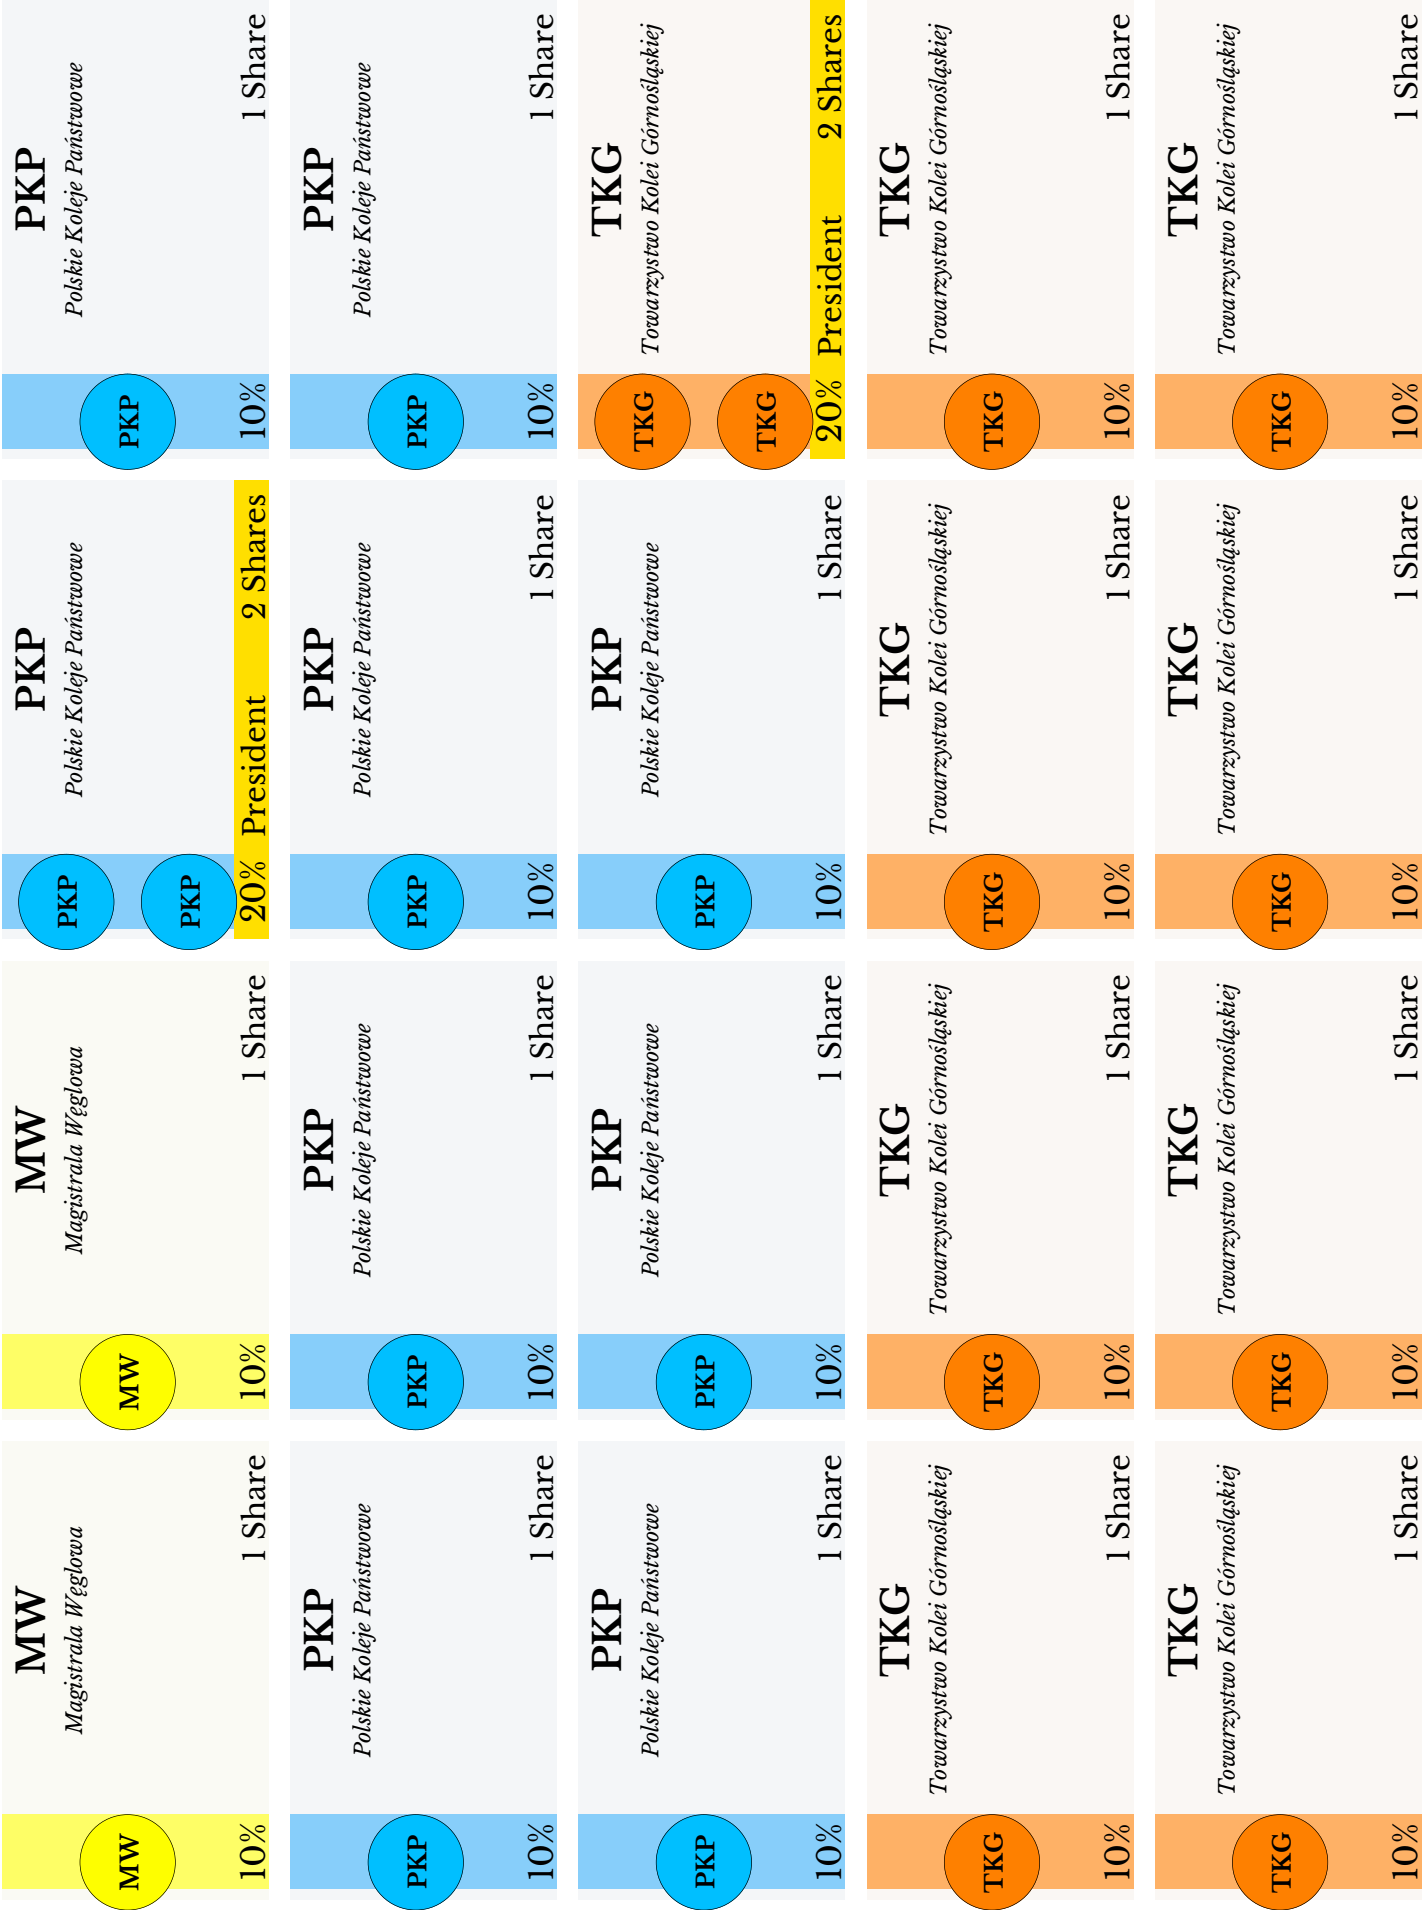 MW
Magistrala Węglowa
MW
10% 1 Share
MW
Magistrala Węglowa
MW
10% 1 Share
PKP
Polskie Koleje Państwowe
PKP
PKP
20% President 2 Shares
PKP
Polskie Koleje Państwowe
PKP
10% 1 Share
PKP
Polskie Koleje Państwowe
PKP
10% 1 Share
PKP
Polskie Koleje Państwowe
PKP
10% 1 Share
PKP
Polskie Koleje Państwowe
PKP
10% 1 Share
PKP
Polskie Koleje Państwowe
PKP
10% 1 Share
PKP
Polskie Koleje Państwowe
PKP
10% 1 Share
PKP
Polskie Koleje Państwowe
PKP
10% 1 Share
PKP
Polskie Koleje Państwowe
PKP
10% 1 Share
TKG
Towarzystwo Kolei Górnośląskiej
TKG
TKG
20% President 2 Shares
TKG
Towarzystwo Kolei Górnośląskiej
TKG
10% 1 Share
TKG
Towarzystwo Kolei Górnośląskiej
TKG
10% 1 Share
TKG
Towarzystwo Kolei Górnośląskiej
TKG
10% 1 Share
TKG
Towarzystwo Kolei Górnośląskiej
TKG
10% 1 Share
TKG
Towarzystwo Kolei Górnośląskiej
TKG
10% 1 Share
TKG
Towarzystwo Kolei Górnośląskiej
TKG
10% 1 Share
TKG
Towarzystwo Kolei Górnośląskiej
TKG
10% 1 Share
TKG
Towarzystwo Kolei Górnośląskiej
TKG
10% 1 Share